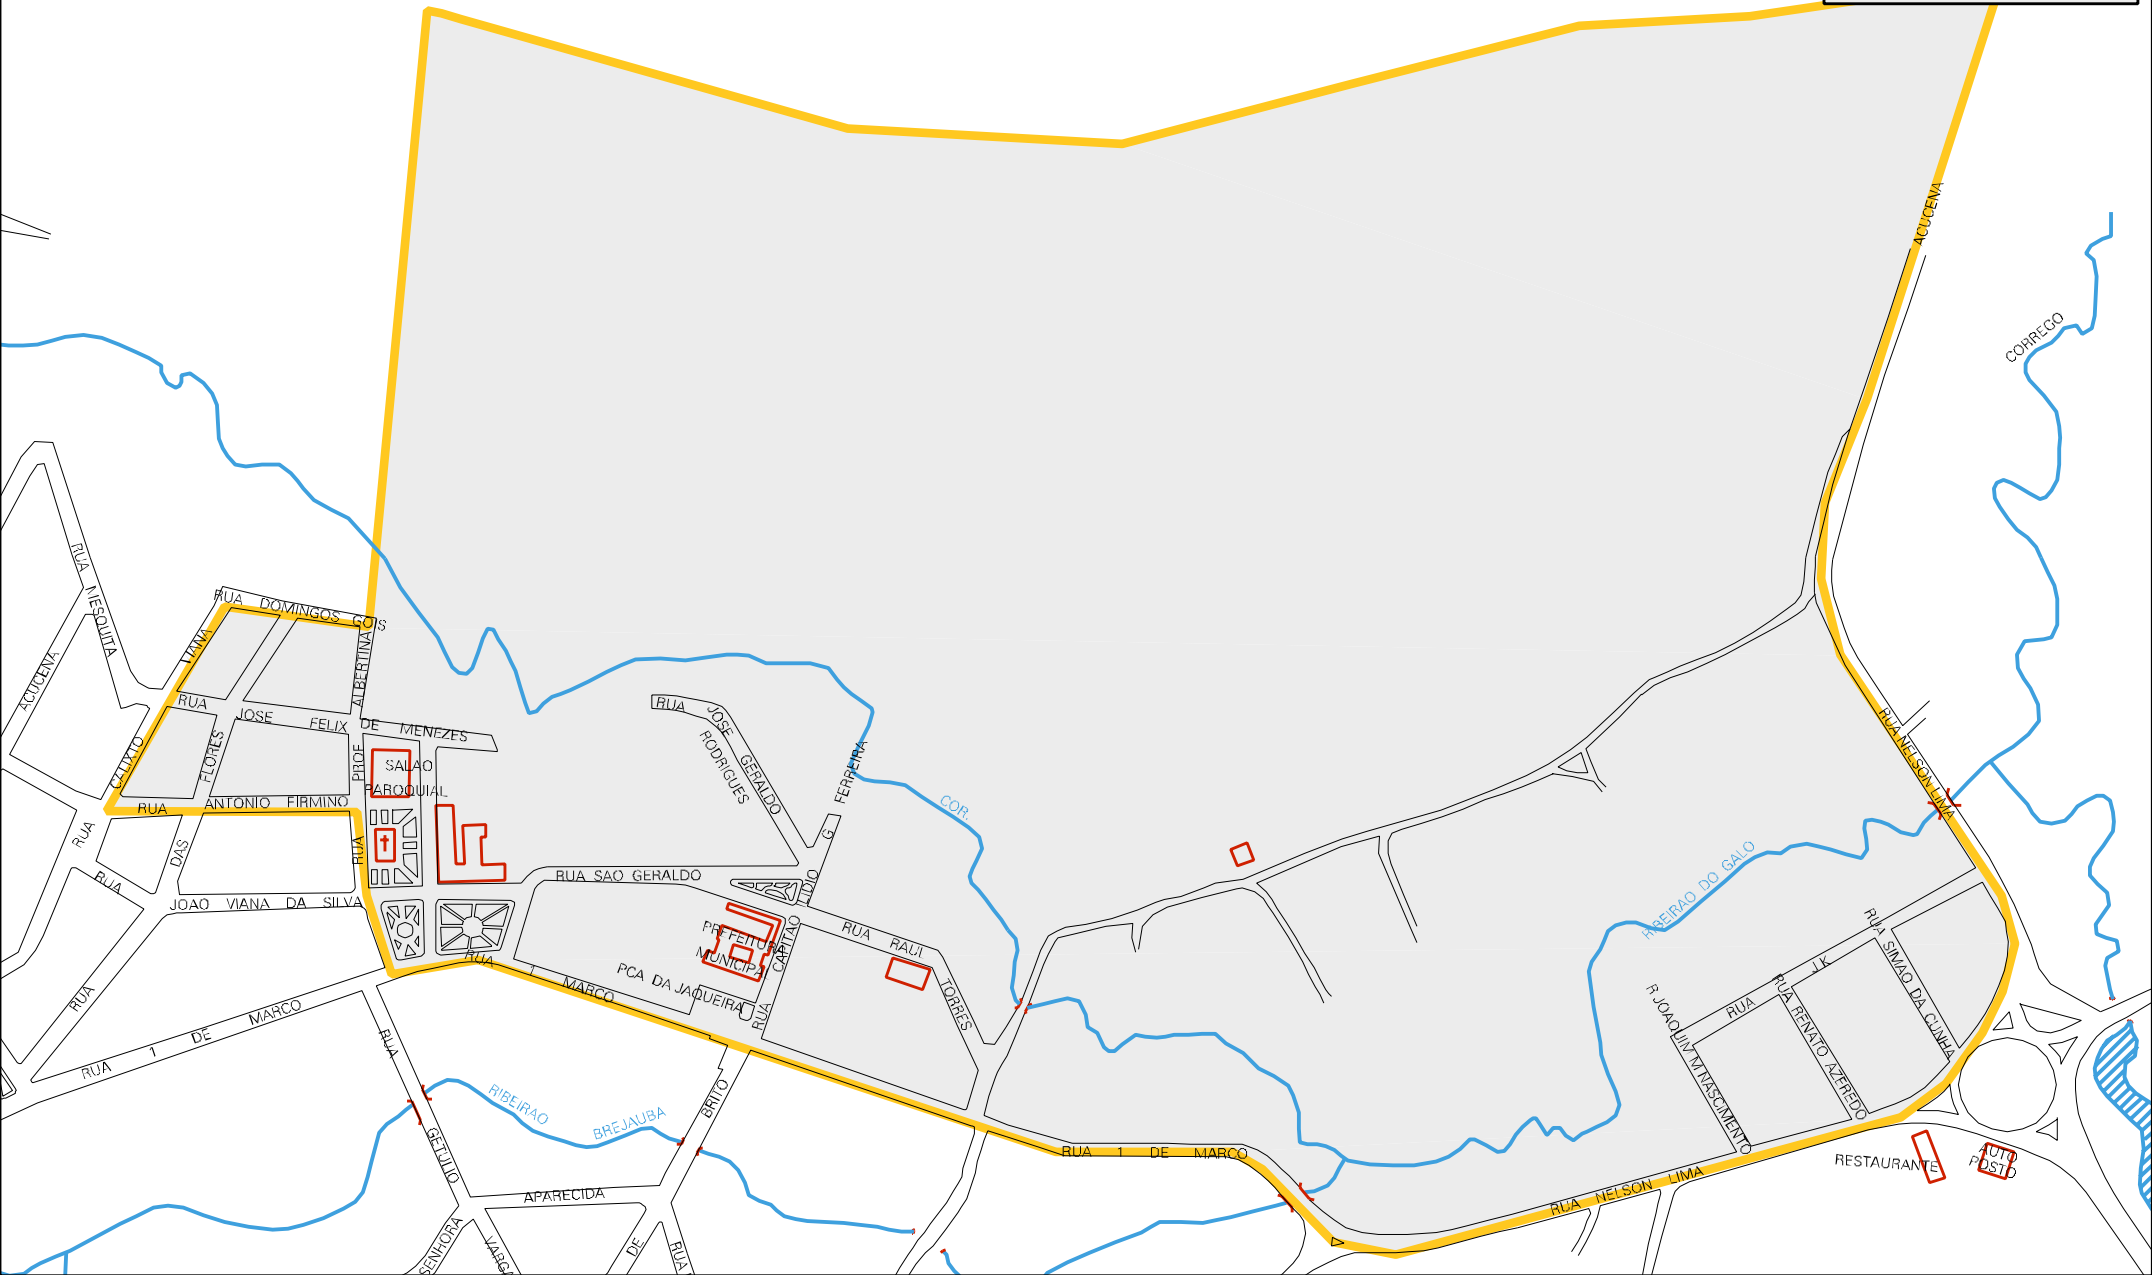 ACUCENA
CORREGO
RUA MESQUITA
RUA DOMINGOS GOIS
VIANA
ALBERTINA
ACUCENA
RUA JOSE FELIX DE MENEZES
RUA JOSE GERALDO
RODRIGUES
RUA NELSON LIMA
CALIXTO
FLORES
PROF
SALAO
PAROQUIAL
FERREIRA
COR.
RUA ANTONIO FIRMINO
RUA
RUA
DAS
G
RIBEIRAO DO GALO
RUA
RUA SAO GERALDO
LIDIO
RUA JOAO VIANA DA SILVA
PREFEITURA
MUNICIPAL
CAPITAO
RUA RAUL
TORRES
RUA SIMAO DA CUNHA
RUA 1 MARCO
PCA DA JAQUEIRA
RUA
RUA J K
RUA RENATO AZEREDO
R JOAQUIM M NASCIMENTO
RUA
RUA 1 DE MARCO
RUA
GETULIO
RIBEIRAO BREJAUBA
BRITO
RUA 1 DE MARCO
RESTAURANTE
AUTO
POSTO
APARECIDA
RUA NELSON LIMA
SENHORA
DE
RUA